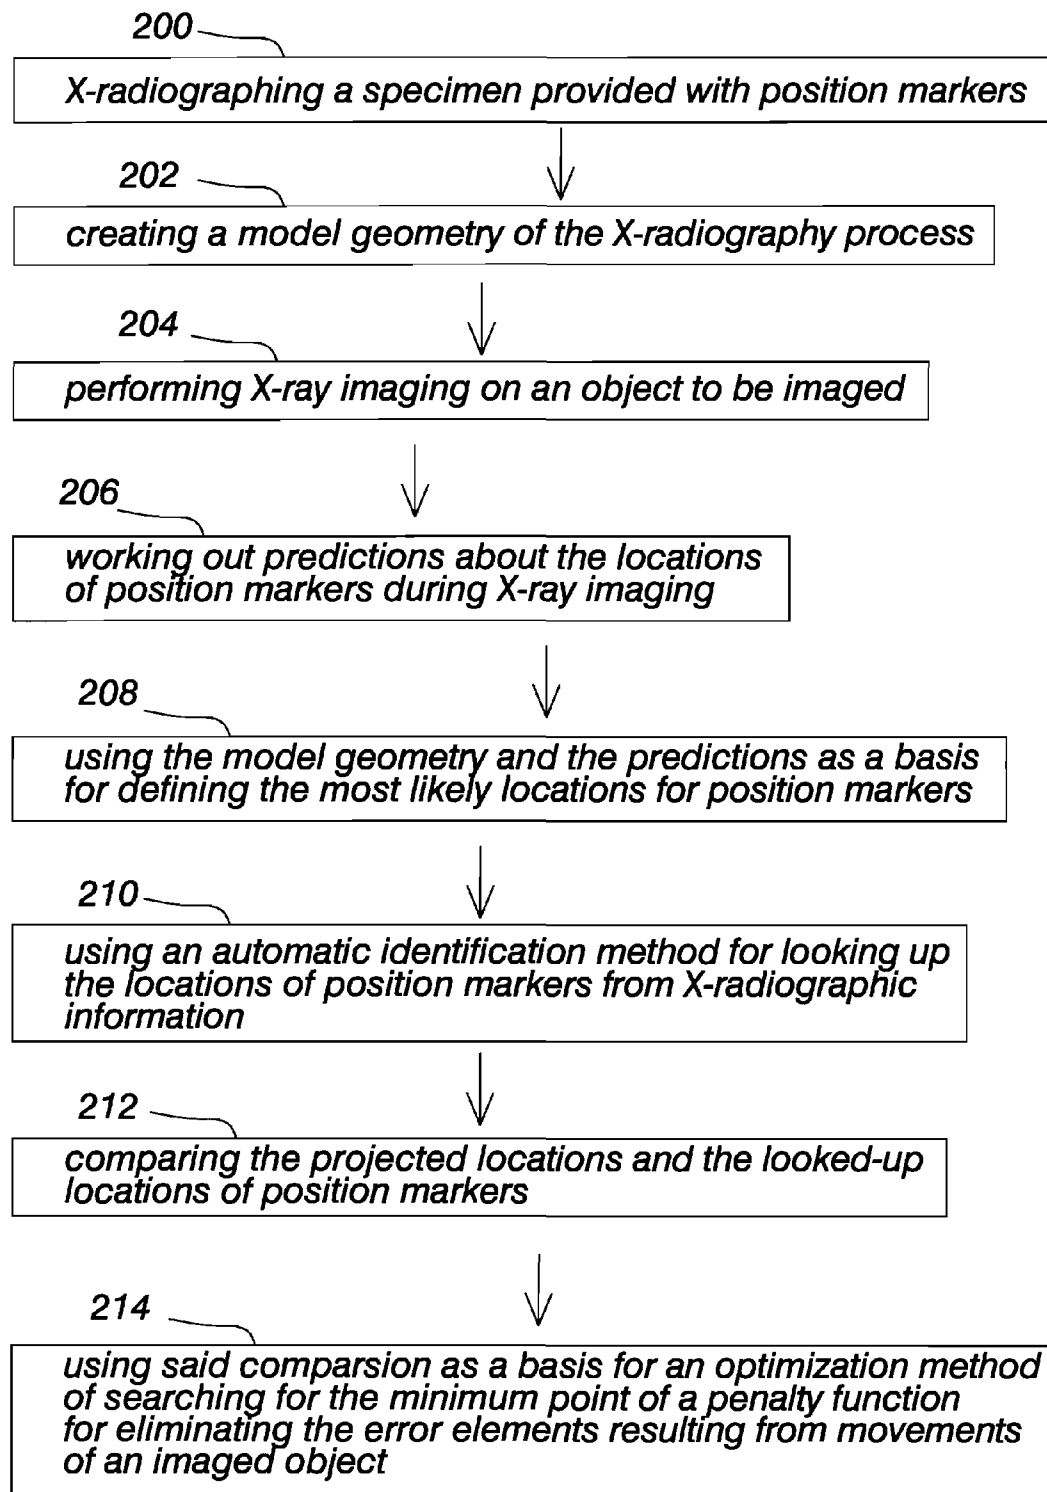 200
X-radiographing a specimen provided with position markers
202
creating a model geometry of the X-radiography process
204
performing X-ray imaging on an object to be imaged
206
working out predictions about the locations
of position markers during X-ray imaging
208
using the model geometry and the predictions as a basis
for defining the most likely locations for position markers
210
using an automatic identification method for looking up
the locations of position markers from X-radiographic
information
212
comparing the projected locations and the looked-up
locations of position markers
214
using said comparsion as a basis for an optimization method
of searching for the minimum point of a penalty function
for eliminating the error elements resulting from movements
of an imaged object